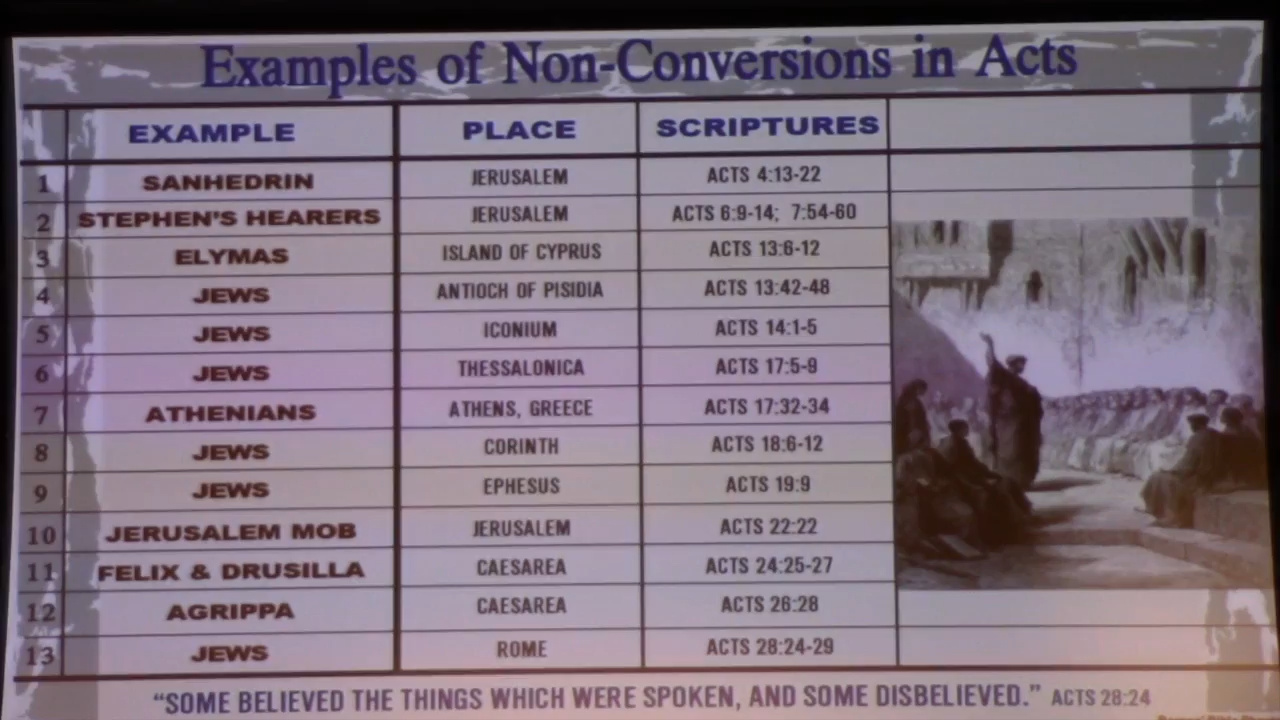 Examples of Non-Conversions in Acts
EXAMPLE PLACE SCRIPTURES
1 SANHEDRIN JERUSALEM ACTS 4:13-22
2 STEPHEN'S HEARERS JERUSALEM ACTS 6:9-14; 7:54-60
3 ELYMAS ISLAND OF CYPRUS ACTS 13:6-12
4 JEWS ANTIOCH OF PISIDIA ACTS 13:42-48
5 JEWS ICONIUM ACTS 14:1-5
6 JEWS THESSALONICA ACTS 17:5-9
7 ATHENIANS ATHENS, GREECE ACTS 17:32-34
8 JEWS CORINTH ACTS 18:6-12
9 JEWS EPHESUS ACTS 19:9
10 JERUSALEM MOB JERUSALEM ACTS 22:22
11 FELIX & DRUSILLA CAESAREA ACTS 24:25-27
12 AGRIPPA CAESAREA ACTS 26:28
13 JEWS ROME ACTS 28:24-29
“SOME BELIEVED THE THINGS WHICH WERE SPOKEN, AND SOME DISBELIEVED.” ACTS 28:24